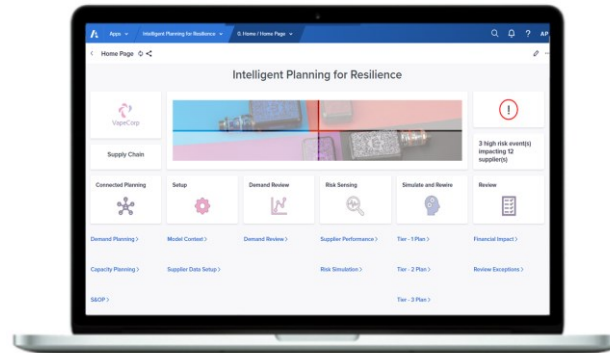 Apps
Intelligent Planning for Resilience
0. Home / Home Page
?
AP
Home Page
Intelligent Planning for Resilience
VapeCorp
Supply Chain
!
3 high risk event(s)
impacting 12
supplier(s)
Connected Planning
Setup
Demand Review
Risk Sensing
Simulate and Rewire
Review
Demand Planning >
Model Context >
Demand Review >
Supplier Performance >
Tier - 1 Plan >
Financial Impact >
Capacity Planning >
Supplier Data Setup >
Risk Simulation >
Tier - 2 Plan >
Review Exceptions >
S&OP >
Tier - 3 Plan >